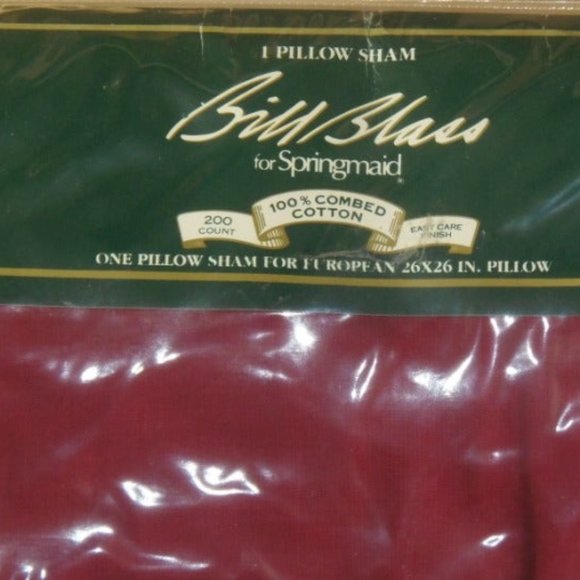 1 PILLOW SHAM
Bill Blass
for Springmaid®
200
COUNT
100% COMBED
COTTON
EASY CARE
FINISH
ONE PILLOW SHAM FOR EUROPEAN 26X26 IN. PILLOW